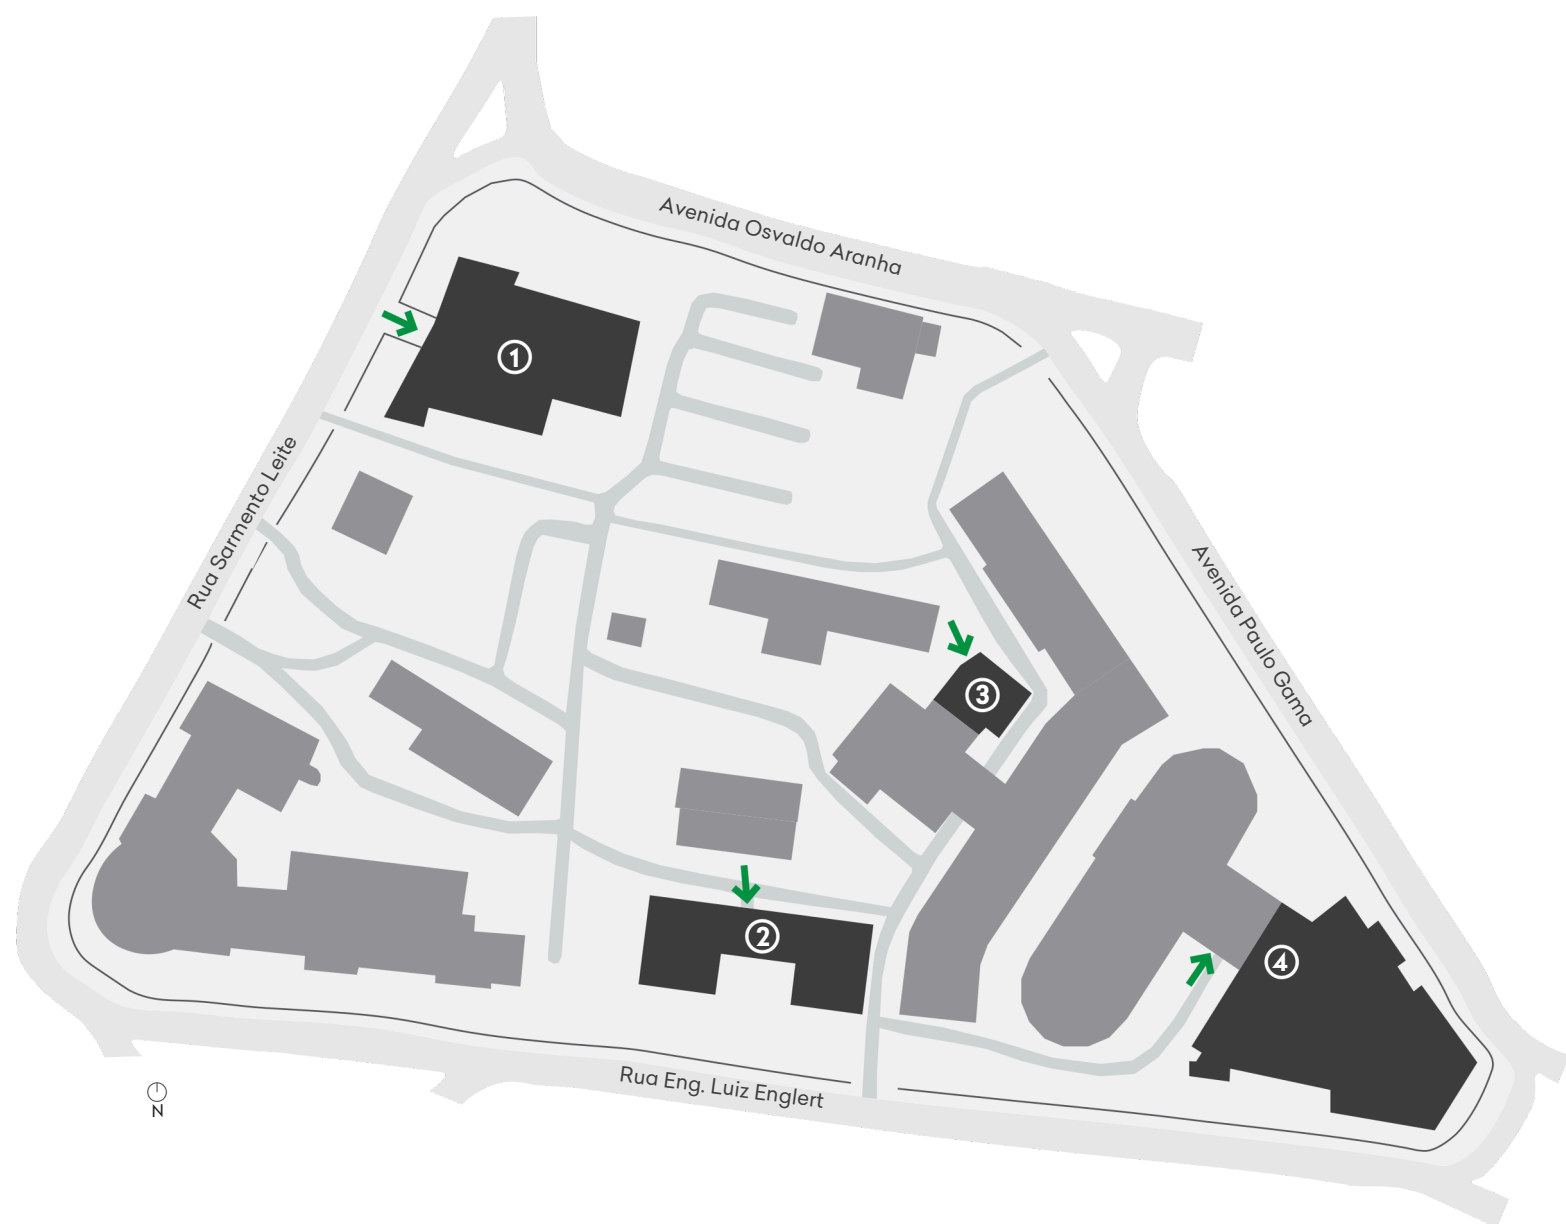 Avenida Osvaldo Aranha
1
Rua Sarmento Leite
Avenida Paulo Gama
3
2
4
Rua Eng. Luiz Englert
N